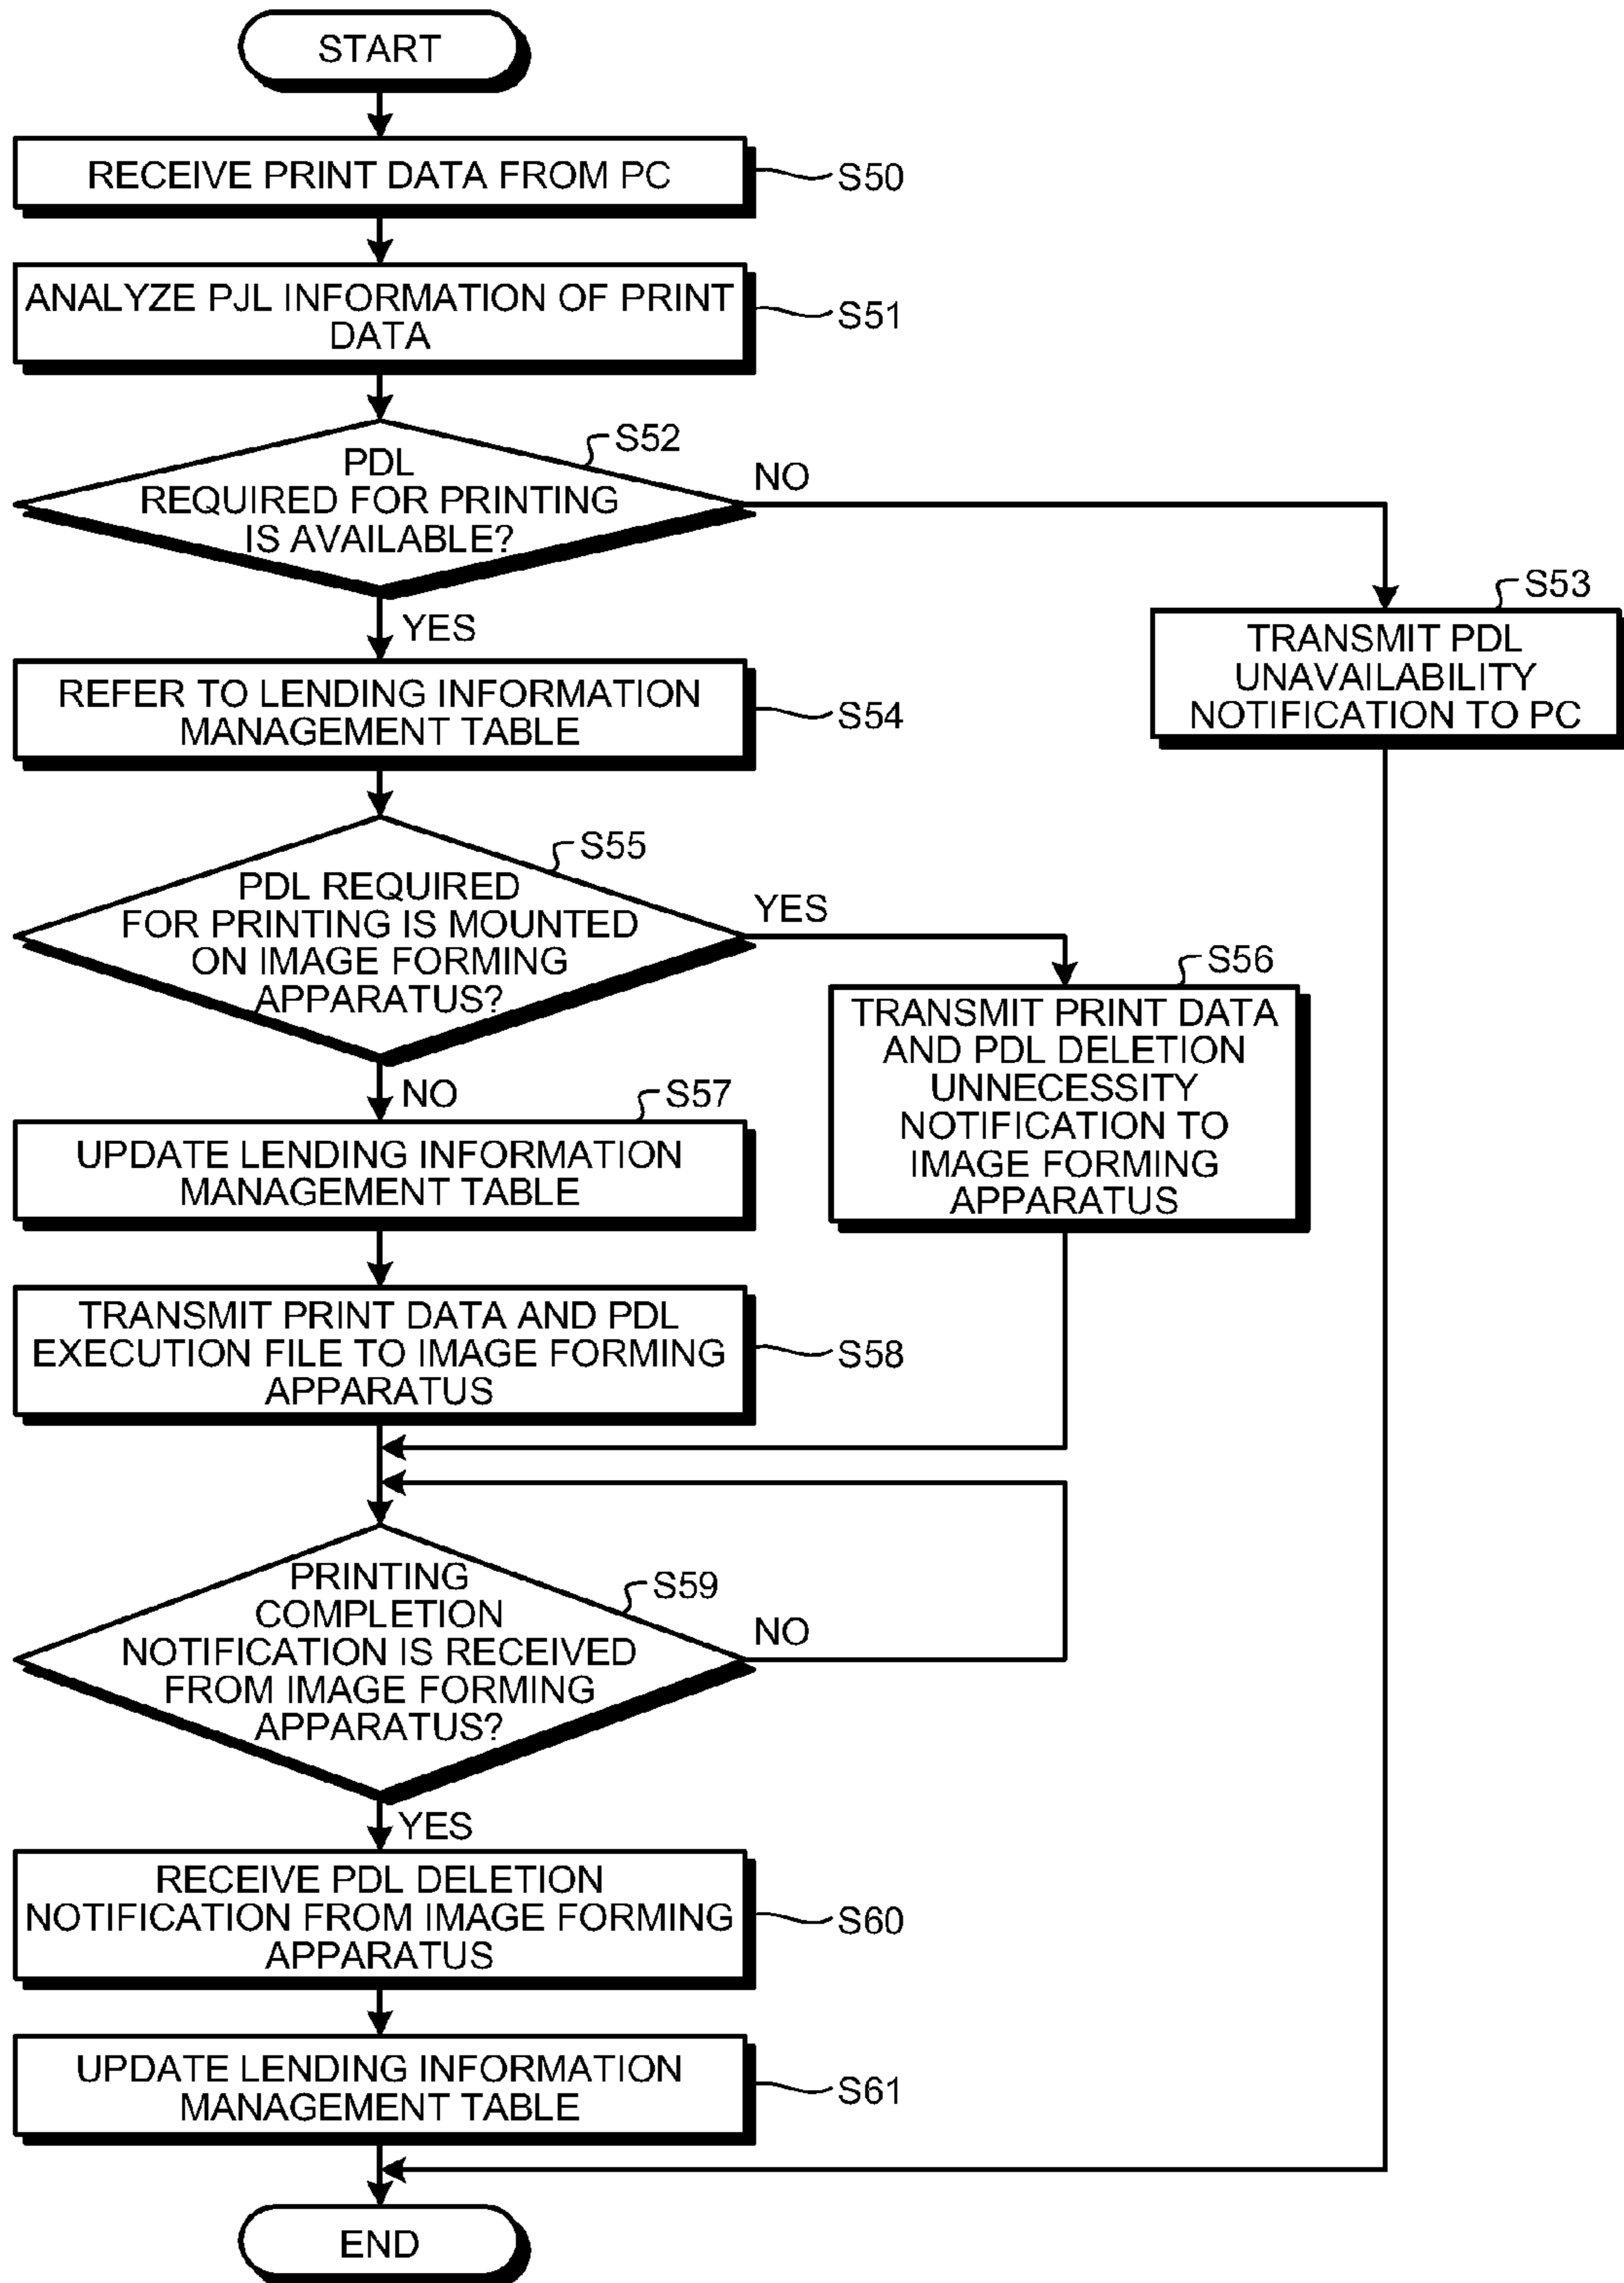 START
RECEIVE PRINT DATA FROM PC
S50
ANALYZE PJL INFORMATION OF PRINT
DATA
S51
S52
PDL
REQUIRED FOR PRINTING
IS AVAILABLE?
NO
YES
S53
TRANSMIT PDL
UNAVAILABILITY
NOTIFICATION TO PC
REFER TO LENDING INFORMATION
MANAGEMENT TABLE
S54
S55
PDL REQUIRED
FOR PRINTING IS MOUNTED
ON IMAGE FORMING
APPARATUS?
YES
NO
S56
TRANSMIT PRINT DATA
AND PDL DELETION
UNNECESSITY
NOTIFICATION TO
IMAGE FORMING
APPARATUS
S57
UPDATE LENDING INFORMATION
MANAGEMENT TABLE
TRANSMIT PRINT DATA AND PDL
EXECUTION FILE TO IMAGE FORMING
APPARATUS
S58
S59
PRINTING
COMPLETION
NOTIFICATION IS RECEIVED
FROM IMAGE FORMING
APPARATUS?
NO
YES
RECEIVE PDL DELETION
NOTIFICATION FROM IMAGE FORMING
APPARATUS
S60
UPDATE LENDING INFORMATION
MANAGEMENT TABLE
S61
END